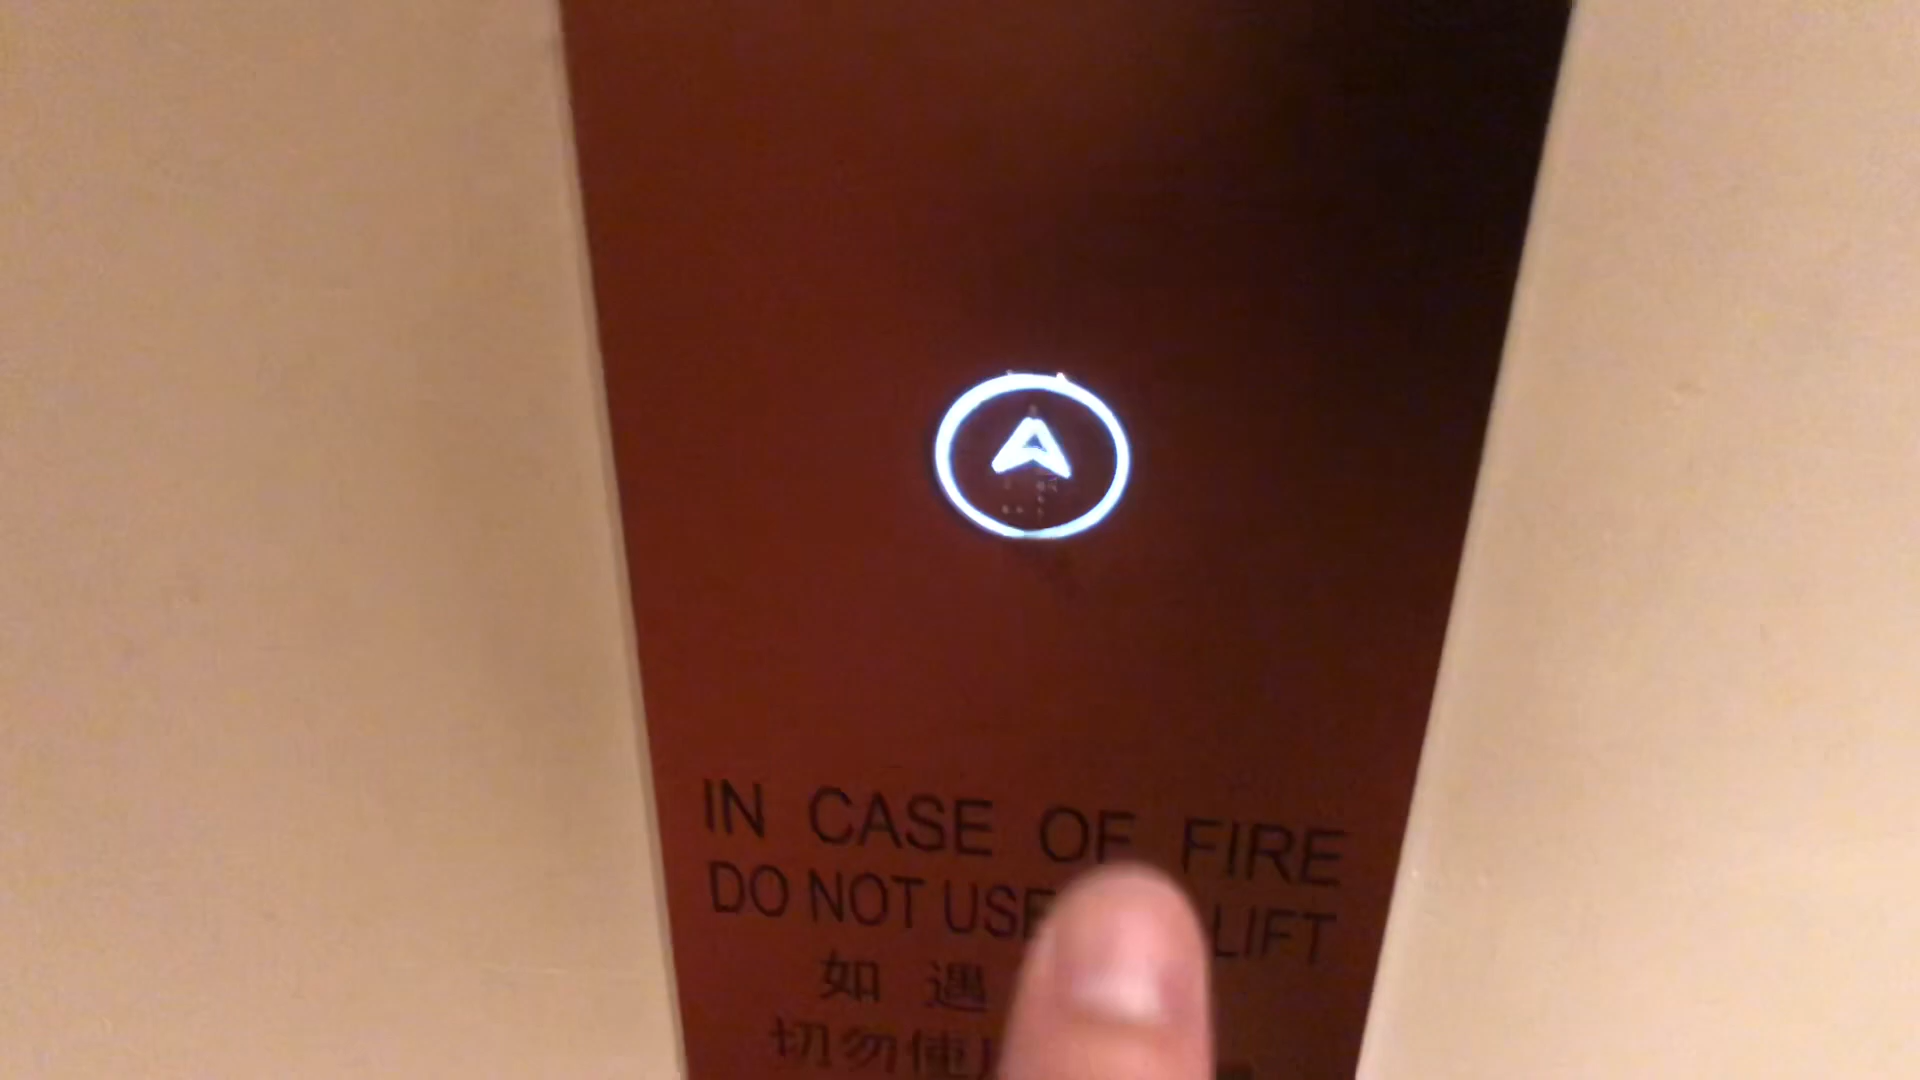 IN CASE OF FIRE
DO NOT USE LIFT
如遇
切勿使